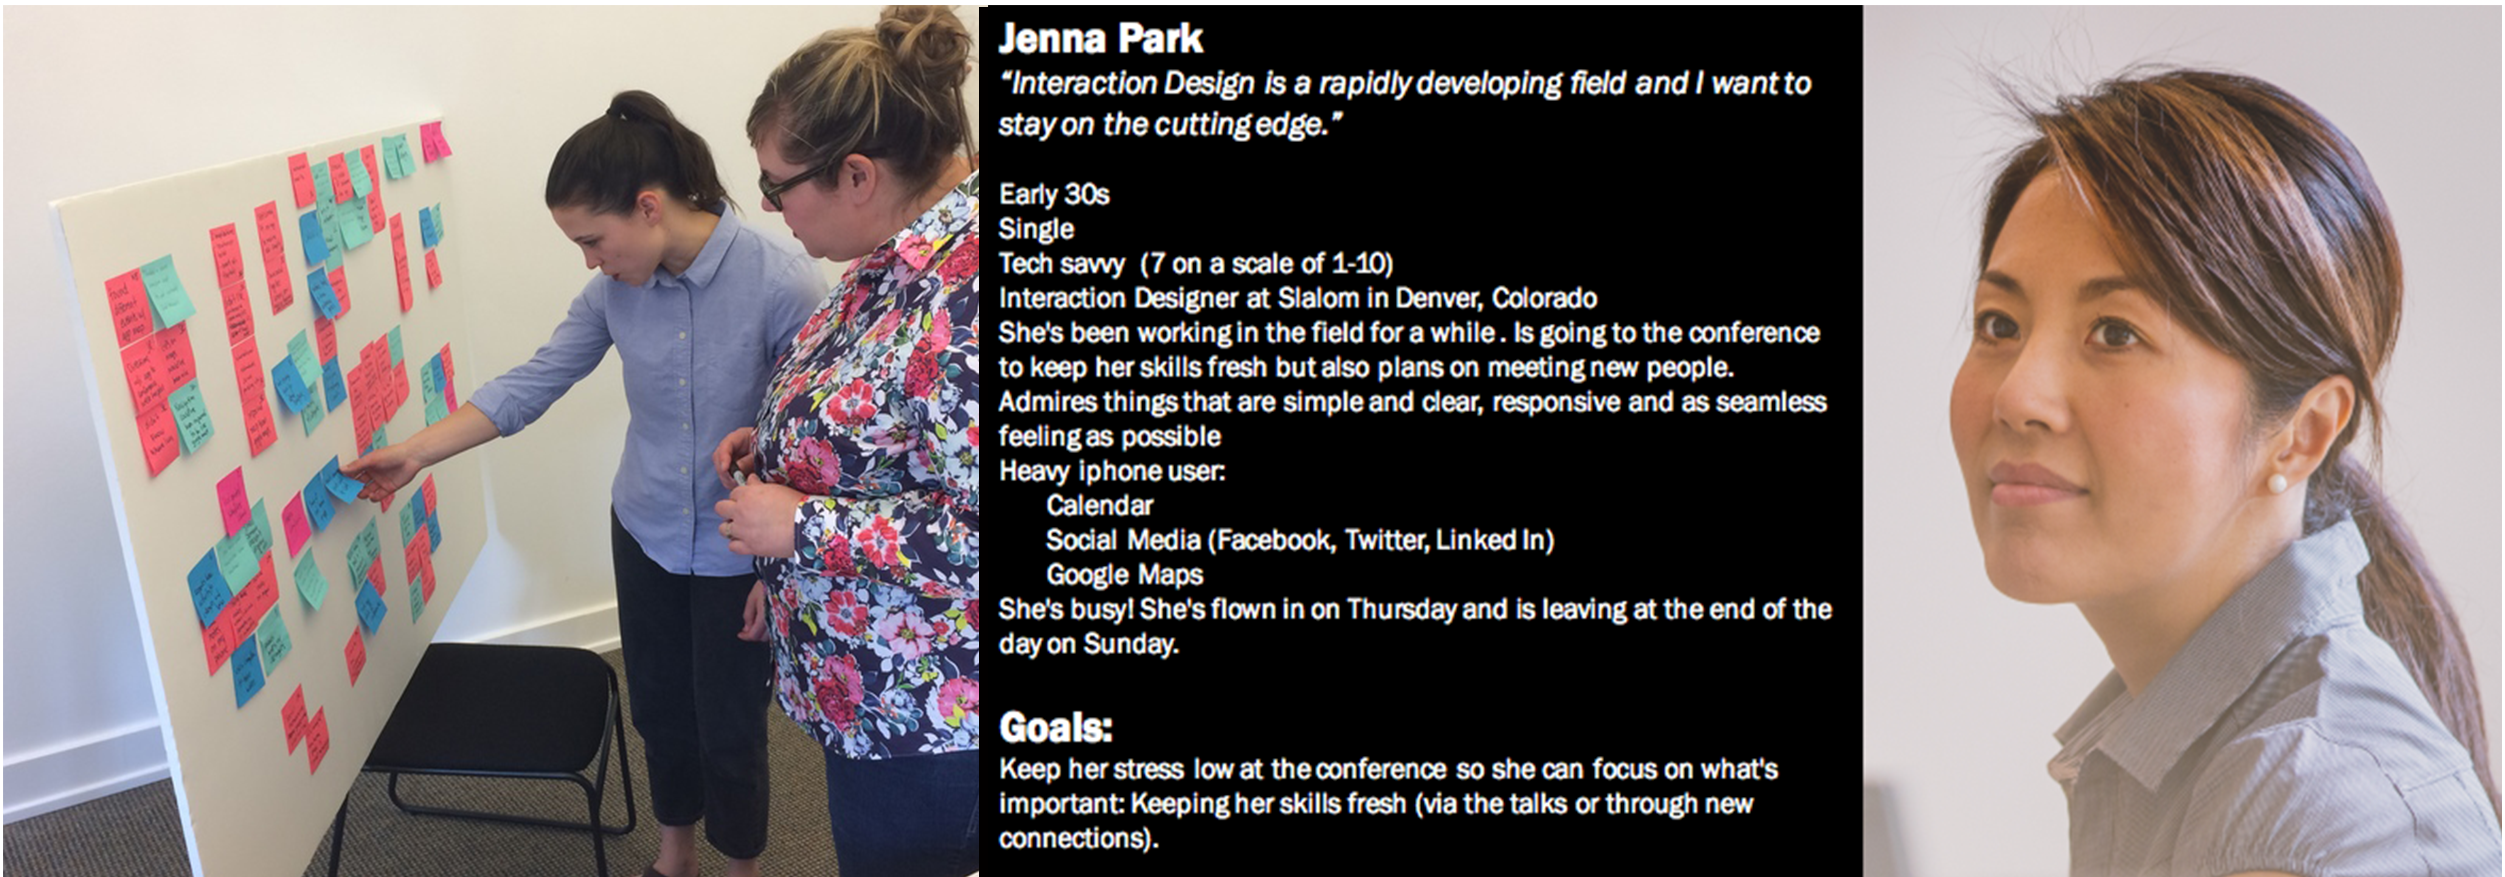 Jenna Park
“Interaction Design is a rapidly developing field and I want to
stay on the cutting edge.”
Early 30s
Single
Tech savvy (7 on a scale of 1-10)
Interaction Designer at Slalom in Denver, Colorado
She's been working in the field for a while. Is going to the conference
to keep her skills fresh but also plans on meeting new people.
Admires things that are simple and clear, responsive and as seamless
feeling as possible
Heavy iphone user:
Calendar
Social Media (Facebook, Twitter, Linked In)
Google Maps
She's busy! She's flown in on Thursday and is leaving at the end of the
day on Sunday.
Goals:
Keep her stress low at the conference so she can focus on what's
important: Keeping her skills fresh (via the talks or through new
connections).